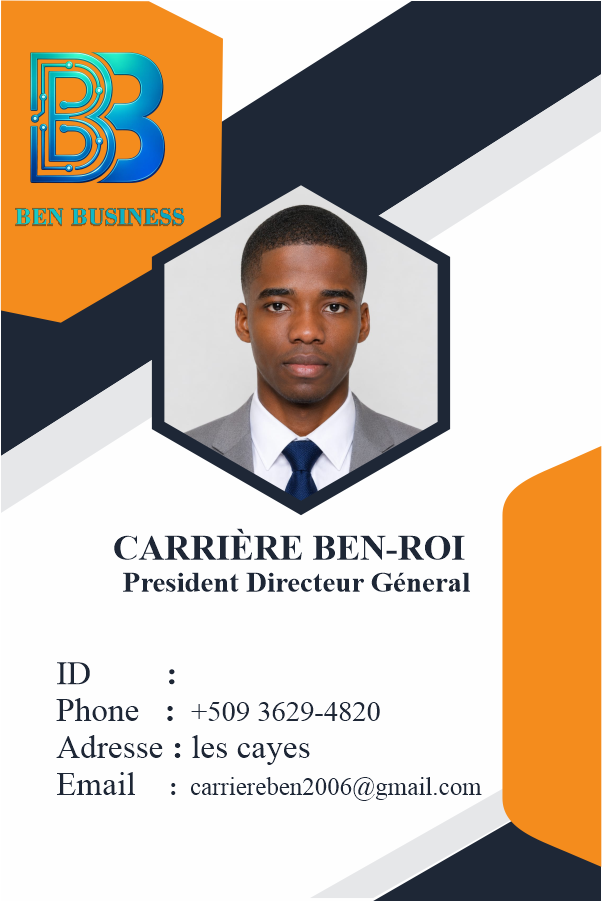 BEN BUSINESS
CARRIÈRE BEN-ROI
President Directeur Géneral
ID :
Phone : +509 3629-4820
Adresse : les cayes
Email : carriereben2006@gmail.com